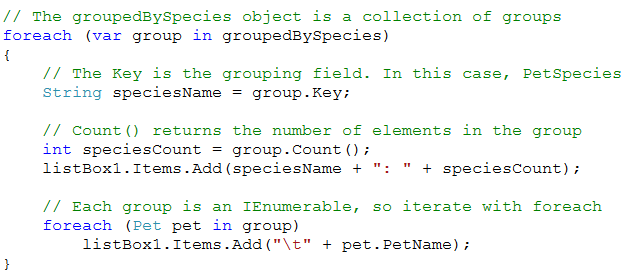 // The groupedBySpecies object is a collection of groups
foreach (var group in groupedBySpecies)
{
    // The Key is the grouping field. In this case, PetSpecies
    String speciesName = group.Key;

    // Count() returns the number of elements in the group
    int speciesCount = group.Count();
    listBox1.Items.Add(speciesName + ": " + speciesCount);

    // Each group is an IEnumerable, so iterate with foreach
    foreach (Pet pet in group)
        listBox1.Items.Add("\t" + pet.PetName);
}